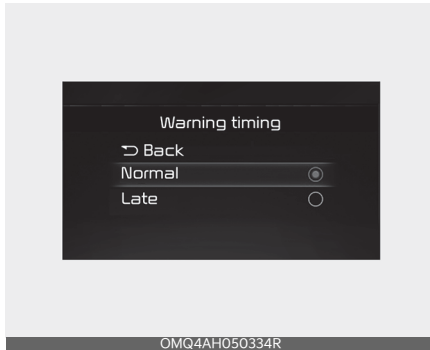 Warning timing
Back
Normal
Late
OMQ4AH050334R